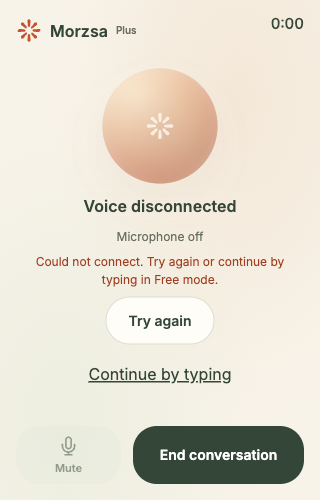 Morzsa Plus 0:00
Voice disconnected
Microphone off
Could not connect. Try again or continue by
typing in Free mode.
Try again
Continue by typing
Mute
End conversation